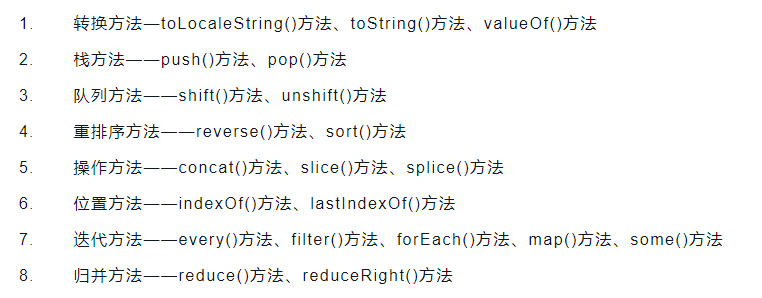 1. 转换方法—toLocaleString()方法、toString()方法、valueOf()方法
2. 栈方法——push()方法、pop()方法
3. 队列方法——shift()方法、unshift()方法
4. 重排序方法——reverse()方法、sort()方法
5. 操作方法——concat()方法、slice()方法、splice()方法
6. 位置方法——indexOf()方法、lastIndexOf()方法
7. 迭代方法——every()方法、filter()方法、forEach()方法、map()方法、some()方法
8. 归并方法——reduce()方法、reduceRight()方法